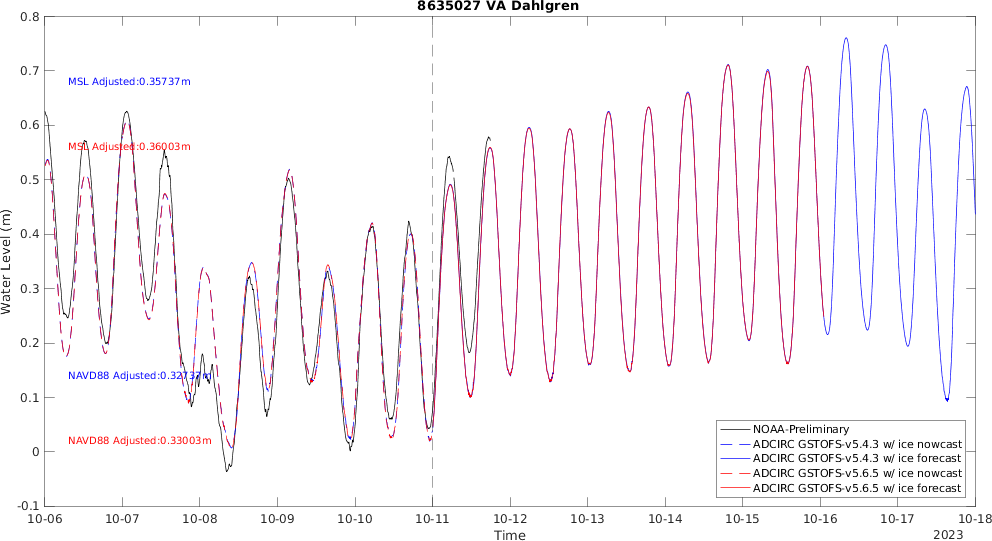 8635027 VA Dahlgren
Water Level (m)
0.8
0.7
0.6
0.5
0.4
0.3
0.2
0.1
0
-0.1
MSL Adjusted:0.35737m
MSL Adjusted:0.36003m
NAVD88 Adjusted:0.32737m
NAVD88 Adjusted:0.33003m
NOAA-Preliminary
ADCIRC GSTOFS-v5.4.3 w/ ice nowcast
ADCIRC GSTOFS-v5.4.3 w/ ice forecast
ADCIRC GSTOFS-v5.6.5 w/ ice nowcast
ADCIRC GSTOFS-v5.6.5 w/ ice forecast
10-06 10-07 10-08 10-09 10-10 10-11 10-12 10-13 10-14 10-15 10-16 10-17 10-18
Time
2023